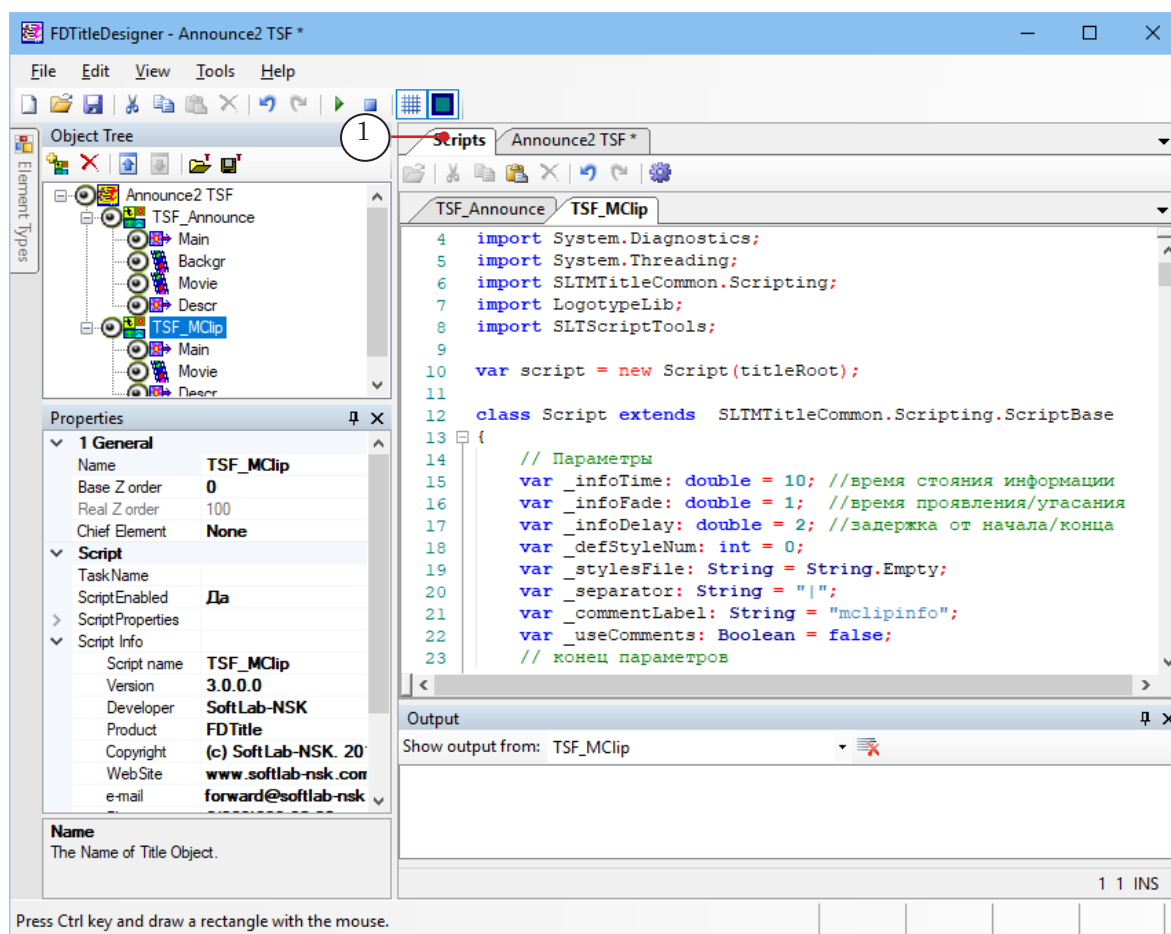 FDTitleDesigner - Announce2 TSF *
File Edit View Tools Help
1
Element Types
Object Tree
Announce2 TSF
TSF_Announce
Main
Backgr
Movie
Descr
TSF_MClip
Main
Movie
Descr
Properties
1 General
Name TSF_MClip
Base Z order 0
Real Z order 100
Chief Element None
Script
TaskName
ScriptEnabled Да
ScriptProperties
Script Info
Script name TSF_MClip
Version 3.0.0.0
Developer SoftLab-NSK
Product FDTitle
Copyright (c) SoftLab-NSK. 20
WebSite www.softlab-nsk.com
e-mail forward@softlab-nsk
Name
The Name of Title Object.
Scripts Announce2 TSF *
TSF_Announce TSF_MClip
4 import System.Diagnostics;
5 import System.Threading;
6 import SLTMTitleCommon.Scripting;
7 import LogotypeLib;
8 import SLTScriptTools;
9
10 var script = new Script(titleRoot);
11
12 class Script extends SLTMTitleCommon.Scripting.ScriptBase
13 {
14 // Параметры
15 var _infoTime: double = 10; //время стояния информации
16 var _infoFade: double = 1; //время проявления/угасания
17 var _infoDelay: double = 2; //задержка от начала/конца
18 var _defStyleNum: int = 0;
19 var _stylesFile: String = String.Empty;
20 var _separator: String = "|";
21 var _commentLabel: String = "mclipinfo";
22 var _useComments: Boolean = false;
23 // конец параметров
Output
Show output from: TSF_MClip
1 1 INS
Press Ctrl key and draw a rectangle with the mouse.